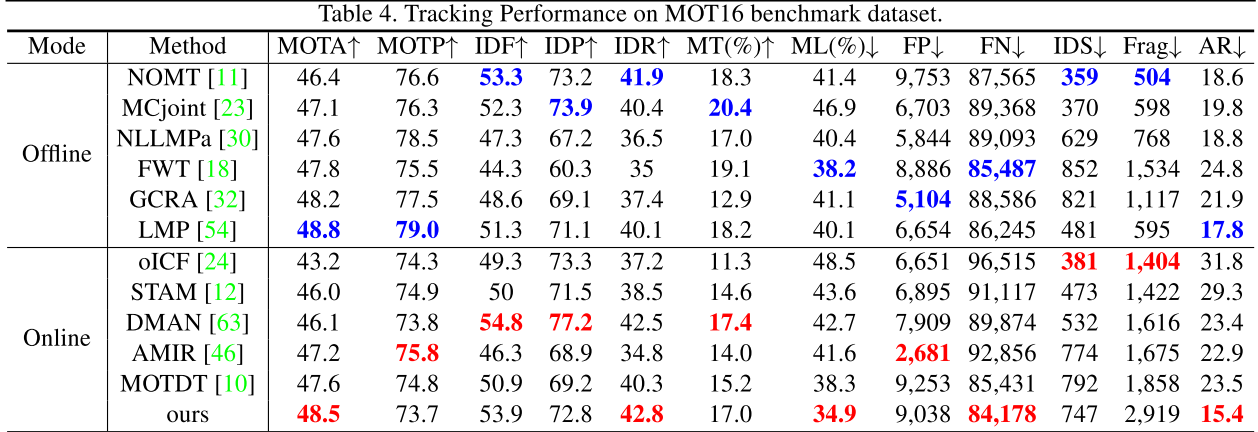 Table 4. Tracking Performance on MOT16 benchmark dataset.
Mode Method MOTA↑ MOTP↑ IDF↑ IDP↑ IDR↑ MT(%)↑ ML(%)↓ FP↓ FN↓ IDS↓ Frag↓ AR↓
Offline
NOMT [11] 46.4 76.6 53.3 73.2 41.9 18.3 41.4 9,753 87,565 359 504 18.6
MCjoint [23] 47.1 76.3 52.3 73.9 40.4 20.4 46.9 6,703 89,368 370 598 19.8
NLLMPa [30] 47.6 78.5 47.3 67.2 36.5 17.0 40.4 5,844 89,093 629 768 18.8
FWT [18] 47.8 75.5 44.3 60.3 35 19.1 38.2 8,886 85,487 852 1,534 24.8
GCRA [32] 48.2 77.5 48.6 69.1 37.4 12.9 41.1 5,104 88,586 821 1,117 21.9
LMP [54] 48.8 79.0 51.3 71.1 40.1 18.2 40.1 6,654 86,245 481 595 17.8
Online
oICF [24] 43.2 74.3 49.3 73.3 37.2 11.3 48.5 6,651 96,515 381 1,404 31.8
STAM [12] 46.0 74.9 50 71.5 38.5 14.6 43.6 6,895 91,117 473 1,422 29.3
DMAN [63] 46.1 73.8 54.8 77.2 42.5 17.4 42.7 7,909 89,874 532 1,616 23.4
AMIR [46] 47.2 75.8 46.3 68.9 34.8 14.0 41.6 2,681 92,856 774 1,675 22.9
MOTDT [10] 47.6 74.8 50.9 69.2 40.3 15.2 38.3 9,253 85,431 792 1,858 23.5
ours 48.5 73.7 53.9 72.8 42.8 17.0 34.9 9,038 84,178 747 2,919 15.4